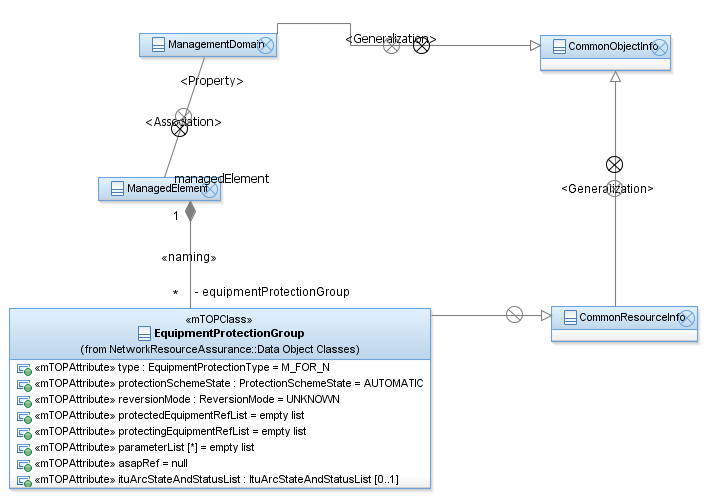 ManagementDomain
<Generalization>
CommonObjectInfo
<Property>
<Association>
managedElement
ManagedElement
<Generalization>
1
«naming»
* - equipmentProtectionGroup
«mTOPClass»
EquipmentProtectionGroup
(from NetworkResourceAssurance::Data Object Classes)
CommonResourceInfo
«mTOPAttribute» type : EquipmentProtectionType = M_FOR_N
«mTOPAttribute» protectionSchemeState : ProtectionSchemeState = AUTOMATIC
«mTOPAttribute» reversionMode : ReversionMode = UNKNOWN
«mTOPAttribute» protectedEquipmentRefList = empty list
«mTOPAttribute» protectingEquipmentRefList = empty list
«mTOPAttribute» parameterList [*] = empty list
«mTOPAttribute» asapRef = null
«mTOPAttribute» ituArcStateAndStatusList : ItuArcStateAndStatusList [0..1]